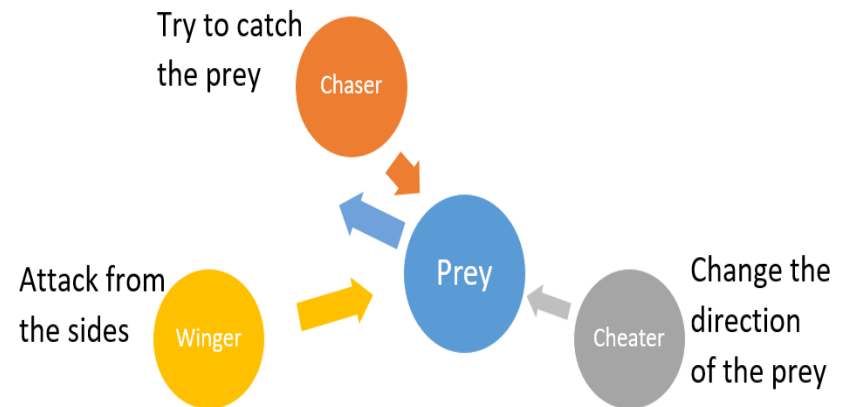 Try to catch
the prey
Chaser
Prey
Attack from
the sides
Winger
Cheater
Change the
direction
of the prey